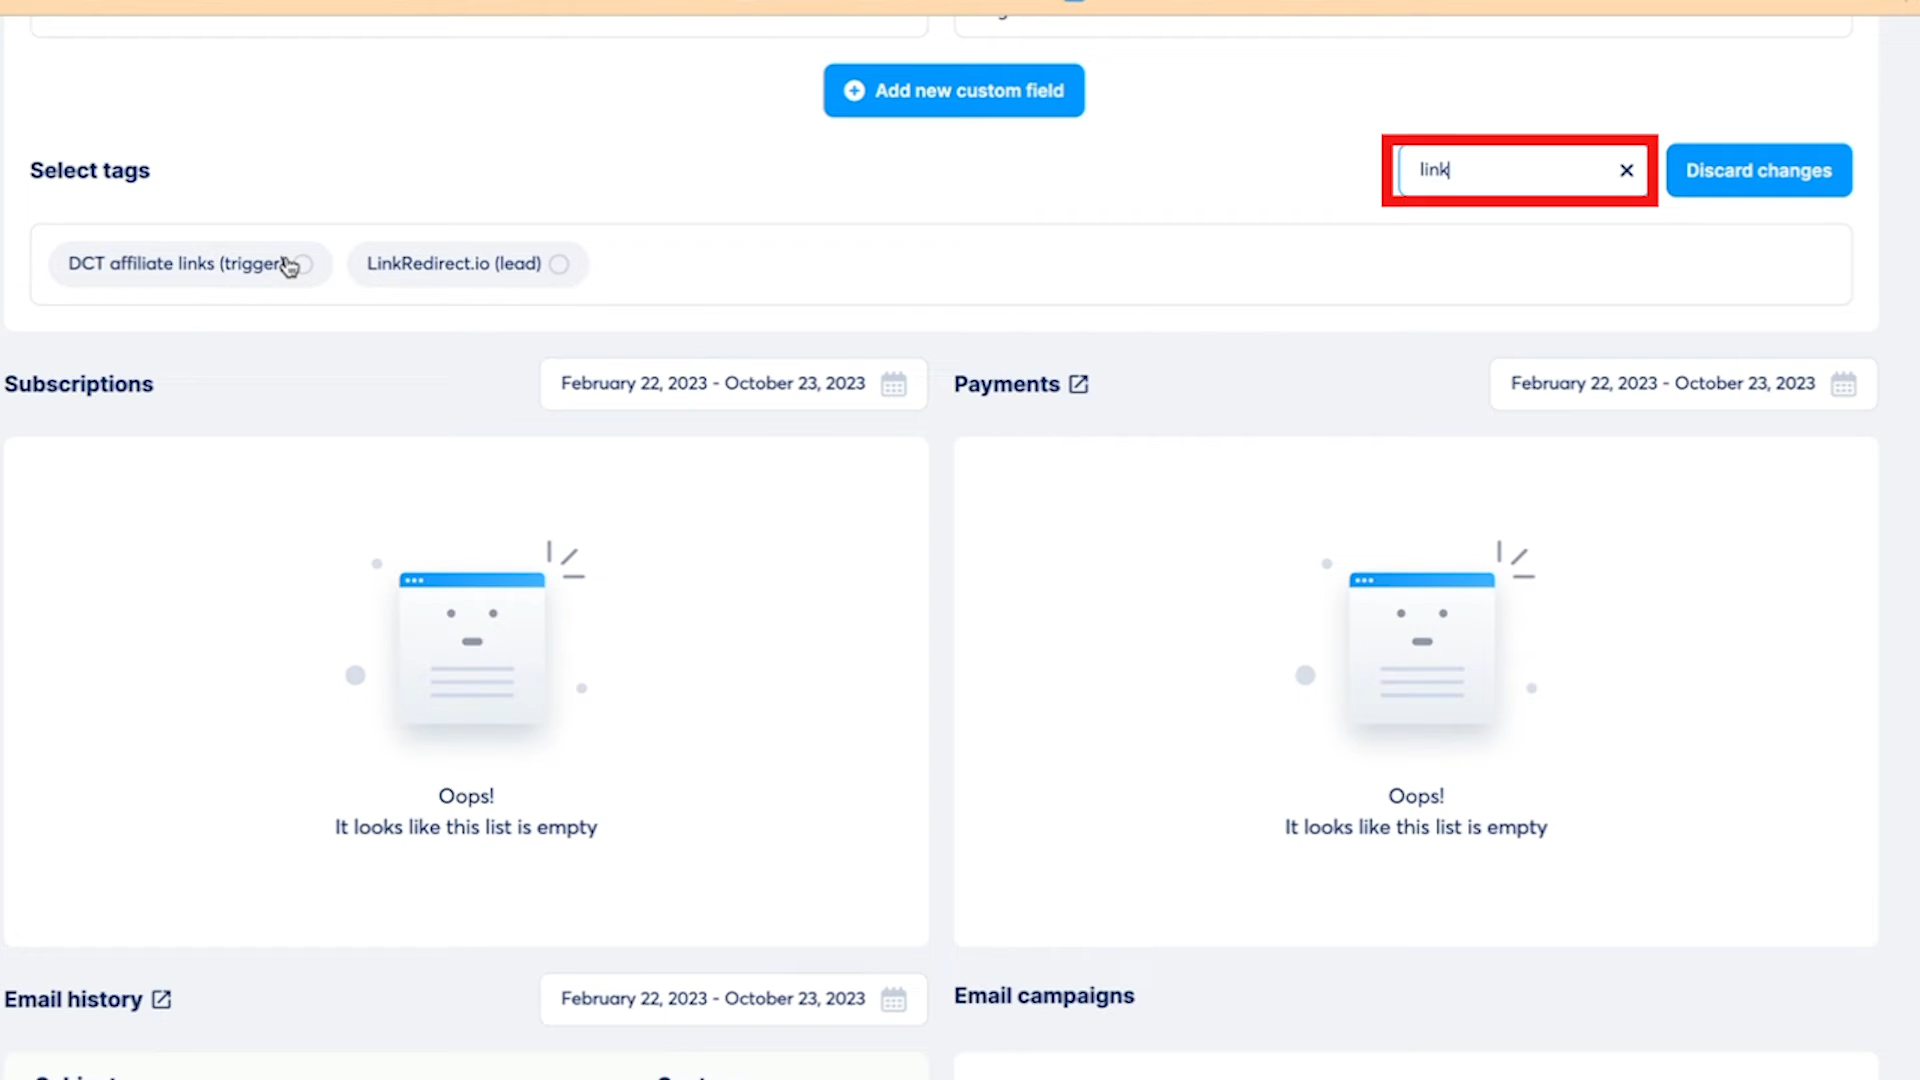 Add new custom field
Select tags
link
Discard changes
DCT affiliate links (trigger)
LinkRedirect.io (lead)
Subscriptions
February 22, 2023 - October 23, 2023
Payments
February 22, 2023 - October 23, 2023
Oops!
It looks like this list is empty
Oops!
It looks like this list is empty
Email history
February 22, 2023 - October 23, 2023
Email campaigns